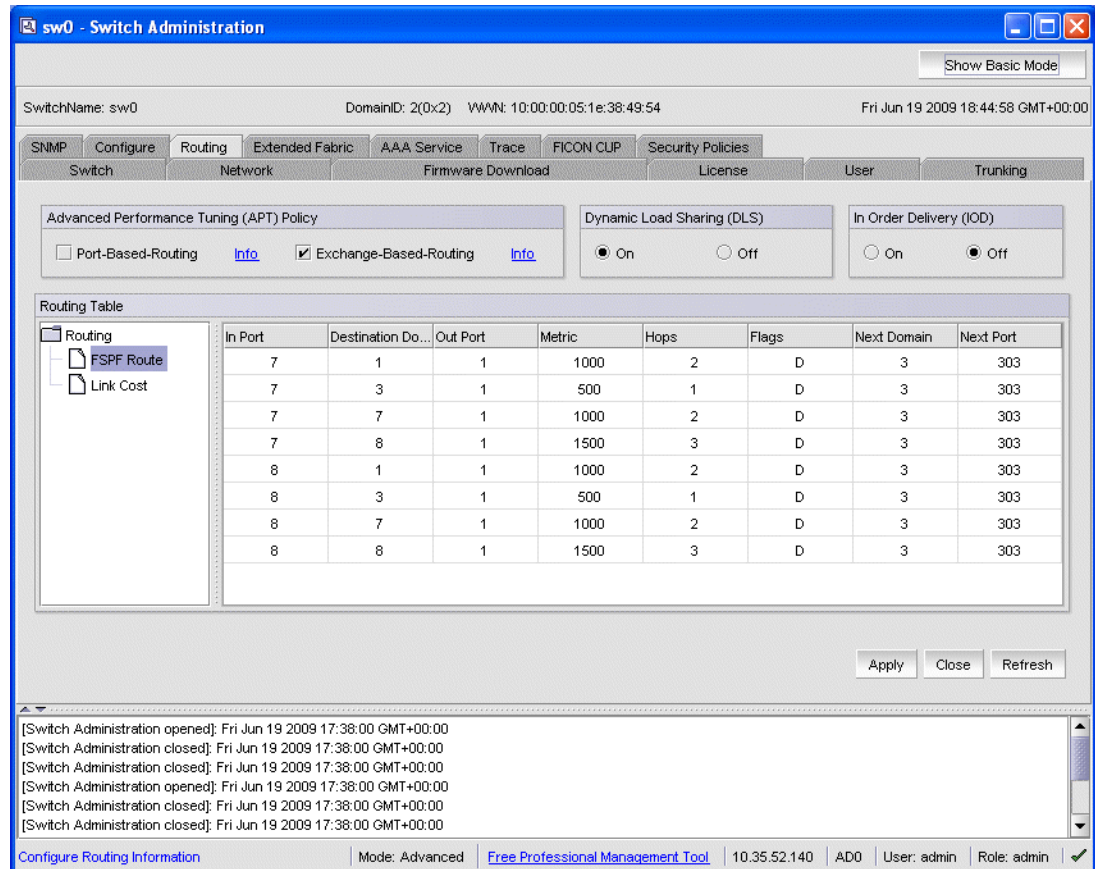 sw0 - Switch Administration
Show Basic Mode
SwitchName: sw0 DomainID: 2(0x2) WWN: 10:00:00:05:1e:38:49:54 Fri Jun 19 2009 18:44:58 GMT+00:00
SNMP Configure Routing Extended Fabric AAA Service Trace FICON CUP Security Policies
Switch Network Firmware Download License User Trunking
Advanced Performance Tuning (APT) Policy Dynamic Load Sharing (DLS) In Order Delivery (IOD)
Port-Based-Routing Info Exchange-Based-Routing Info On Off On Off
Routing Table
Routing In Port Destination Do... Out Port Metric Hops Flags Next Domain Next Port
FSPF Route 7 1 1 1000 2 D 3 303
Link Cost 7 3 1 500 1 D 3 303
7 7 1 1000 2 D 3 303
7 8 1 1500 3 D 3 303
8 1 1 1000 2 D 3 303
8 3 1 500 1 D 3 303
8 7 1 1000 2 D 3 303
8 8 1 1500 3 D 3 303
Apply Close Refresh
[Switch Administration opened]: Fri Jun 19 2009 17:38:00 GMT+00:00
[Switch Administration closed]: Fri Jun 19 2009 17:38:00 GMT+00:00
[Switch Administration closed]: Fri Jun 19 2009 17:38:00 GMT+00:00
[Switch Administration opened]: Fri Jun 19 2009 17:38:00 GMT+00:00
[Switch Administration closed]: Fri Jun 19 2009 17:38:00 GMT+00:00
[Switch Administration closed]: Fri Jun 19 2009 17:38:00 GMT+00:00
Configure Routing Information Mode: Advanced Free Professional Management Tool 10.35.52.140 AD0 User: admin Role: admin